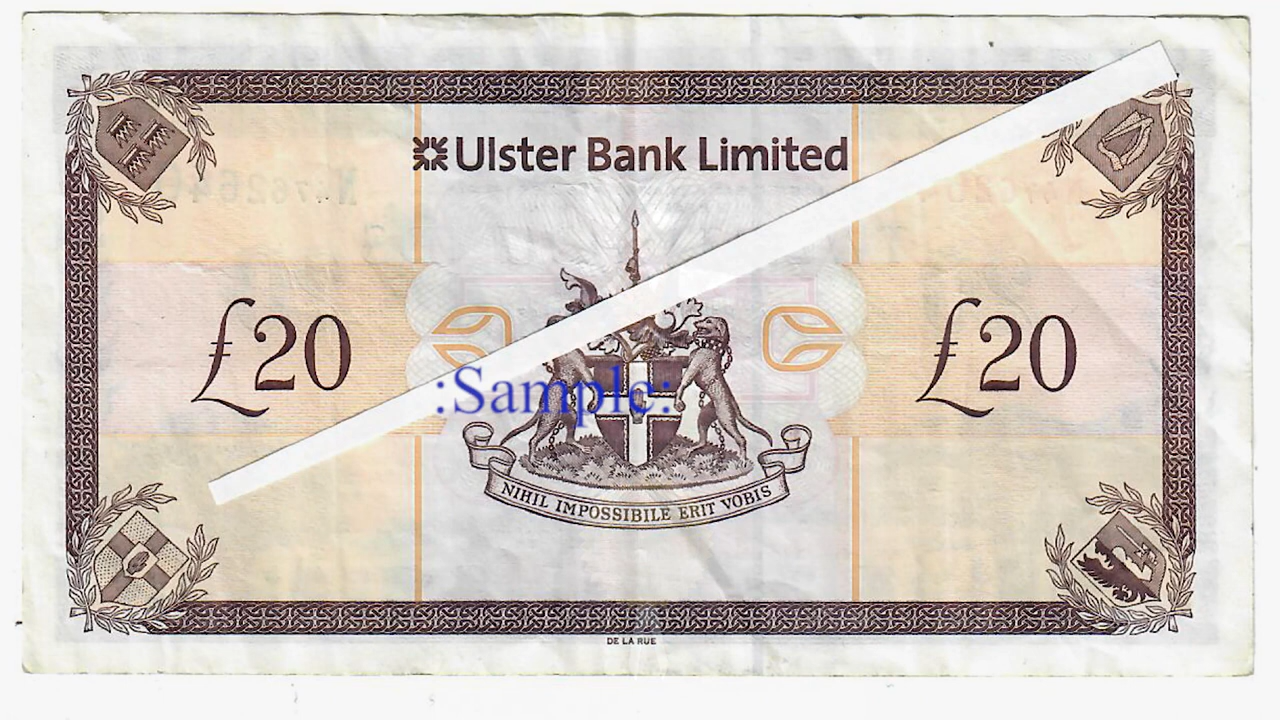 Ulster Bank Limited
£20
£20
:Sample:
NIHIL IMPOSSIBILE ERIT VOBIS
DE LA RUE